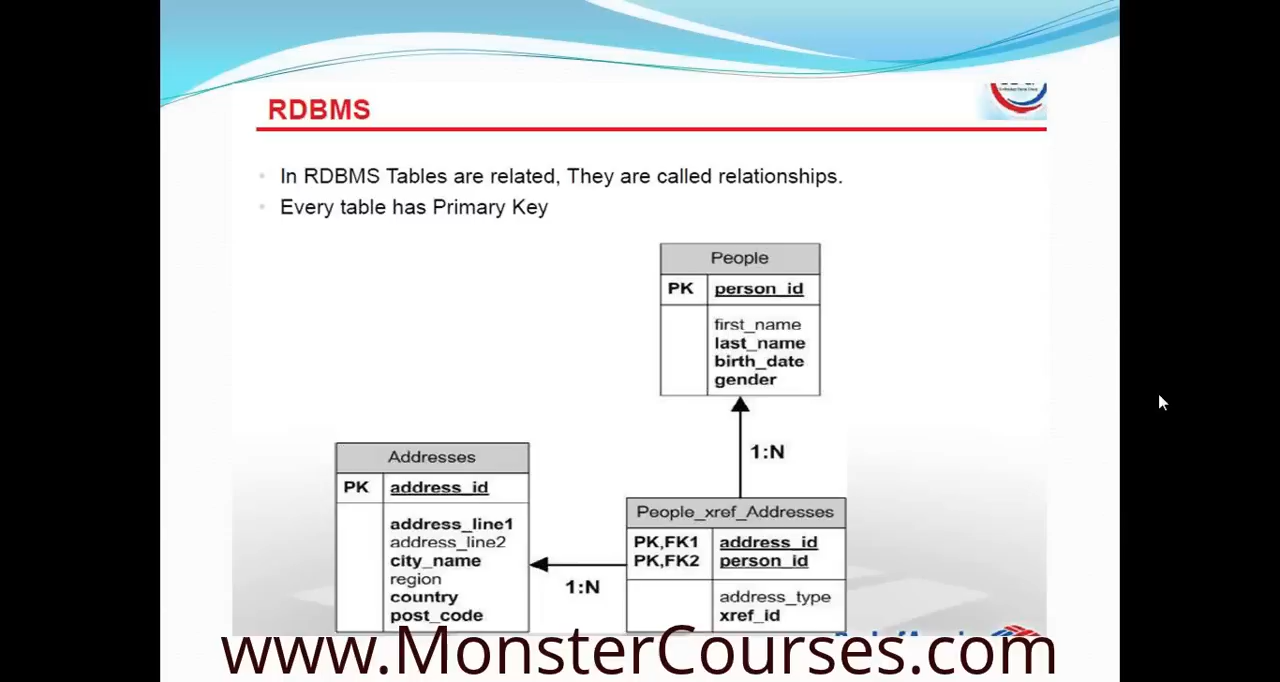 RDBMS
In RDBMS Tables are related, They are called relationships.
Every table has Primary Key
People
PK person_id
first_name
last_name
birth_date
gender
1:N
Addresses
PK address_id
address_line1
address_line2
city_name
region
country
post_code
1:N
People_xref_Addresses
PK,FK1 address_id
PK,FK2 person_id
address_type
xref_id
www.MonsterCourses.com